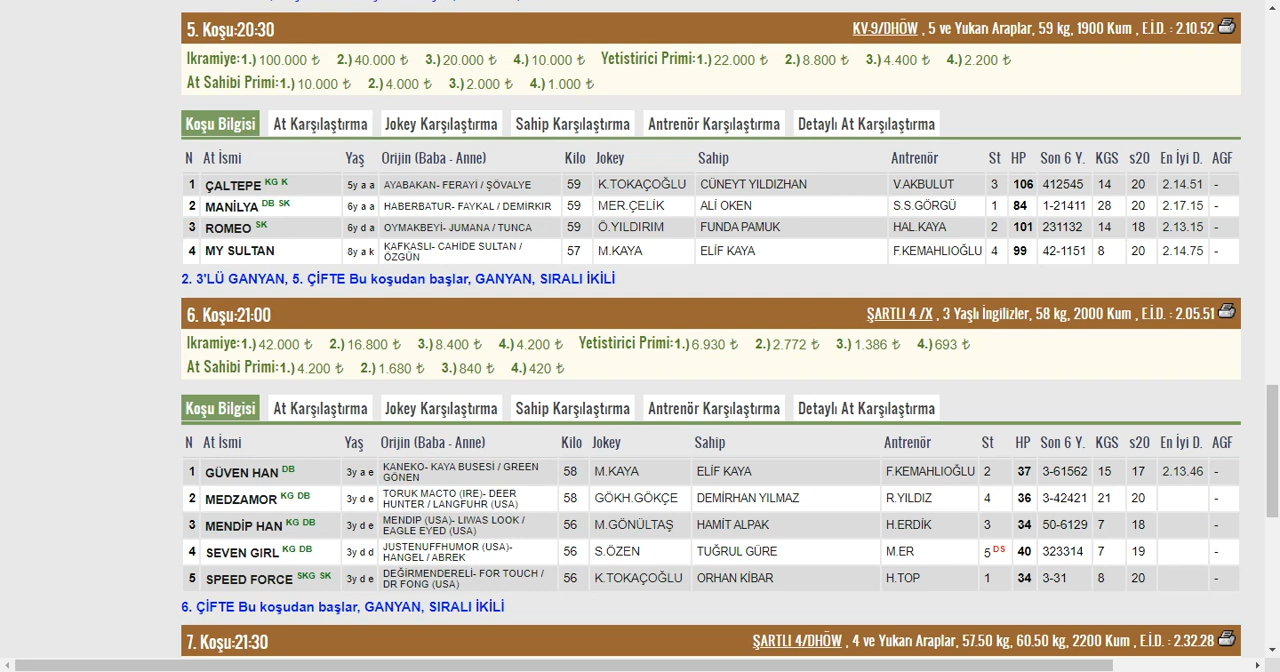 5. Koşu:20:30 KV-9/DHÖW , 5 ve Yukarı Araplar, 59 kg, 1900 Kum , E.İ.D. : 2.10.52
Ikramiye:1.) 100.000 ₺ 2.) 40.000 ₺ 3.) 20.000 ₺ 4.) 10.000 ₺ Yetistirici Primi:1.) 22.000 ₺ 2.) 8.800 ₺ 3.) 4.400 ₺ 4.) 2.200 ₺
At Sahibi Primi:1.) 10.000 ₺ 2.) 4.000 ₺ 3.) 2.000 ₺ 4.) 1.000 ₺
Koşu Bilgisi At Karşılaştırma Jokey Karşılaştırma Sahip Karşılaştırma Antrenör Karşılaştırma Detaylı At Karşılaştırma
N At İsmi Yaş Orijin (Baba - Anne) Kilo Jokey Sahip Antrenör St HP Son 6 Y. KGS s20 En İyi D. AGF
1 ÇALTEPE KG K 5y a a AYABAKAN- FERAYİ / ŞÖVALYE 59 K.TOKAÇOĞLU CÜNEYT YILDIZHAN V.AKBULUT 3 106 412545 14 20 2.14.51 -
2 MANİLYA DB SK 6y a a HABERBATUR- FAYKAL / DEMİRKIR 59 MER.ÇELİK ALİ OKEN S.S.GÖRGÜ 1 84 1-21411 28 20 2.17.15 -
3 ROMEO SK 6y d a OYMAKBEYİ- JUMANA / TUNCA 59 Ö.YILDIRIM FUNDA PAMUK HAL.KAYA 2 101 231132 14 18 2.13.15 -
4 MY SULTAN 8y a k KAFKASLI- CAHİDE SULTAN / ÖZGÜN 57 M.KAYA ELİF KAYA F.KEMAHLIOĞLU 4 99 42-1151 8 20 2.14.75 -
2. 3'LÜ GANYAN, 5. ÇİFTE Bu koşudan başlar, GANYAN, SIRALI İKİLİ
6. Koşu:21:00 ŞARTLI 4 /X , 3 Yaşlı İngilizler, 58 kg, 2000 Kum , E.İ.D. : 2.05.51
Ikramiye:1.) 42.000 ₺ 2.) 16.800 ₺ 3.) 8.400 ₺ 4.) 4.200 ₺ Yetistirici Primi:1.) 6.930 ₺ 2.) 2.772 ₺ 3.) 1.386 ₺ 4.) 693 ₺
At Sahibi Primi:1.) 4.200 ₺ 2.) 1.680 ₺ 3.) 840 ₺ 4.) 420 ₺
Koşu Bilgisi At Karşılaştırma Jokey Karşılaştırma Sahip Karşılaştırma Antrenör Karşılaştırma Detaylı At Karşılaştırma
N At İsmi Yaş Orijin (Baba - Anne) Kilo Jokey Sahip Antrenör St HP Son 6 Y. KGS s20 En İyi D. AGF
1 GÜVEN HAN DB 3y a e KANEKO- KAYA BUSESİ / GREEN GÖNEN 58 M.KAYA ELİF KAYA F.KEMAHLIOĞLU 2 37 3-61562 15 17 2.13.46 -
2 MEDZAMOR KG DB 3y d e TORUK MACTO (IRE)- DEER HUNTER / LANGFUHR (USA) 58 GÖKH.GÖKÇE DEMİRHAN YILMAZ R.YILDIZ 4 36 3-42421 21 20 -
3 MENDİP HAN KG DB 3y d e MENDIP (USA)- LIWAS LOOK / EAGLE EYED (USA) 56 M.GÖNÜLTAŞ HAMİT ALPAK H.ERDİK 3 34 50-6129 7 18 -
4 SEVEN GIRL KG DB 3y d d JUSTENUFFHUMOR (USA)- HANGEL / ABREK 56 S.ÖZEN TUĞRUL GÜRE M.ER 5 DS 40 323314 7 19 -
5 SPEED FORCE SKG SK 3y d e DEĞİRMENDERELİ- FOR TOUCH / DR FONG (USA) 56 K.TOKAÇOĞLU ORHAN KİBAR H.TOP 1 34 3-31 8 20 -
6. ÇİFTE Bu koşudan başlar, GANYAN, SIRALI İKİLİ
7. Koşu:21:30 ŞARTLI 4/DHÖW , 4 ve Yukarı Araplar, 57.50 kg, 60.50 kg, 2200 Kum , E.İ.D. : 2.32.28